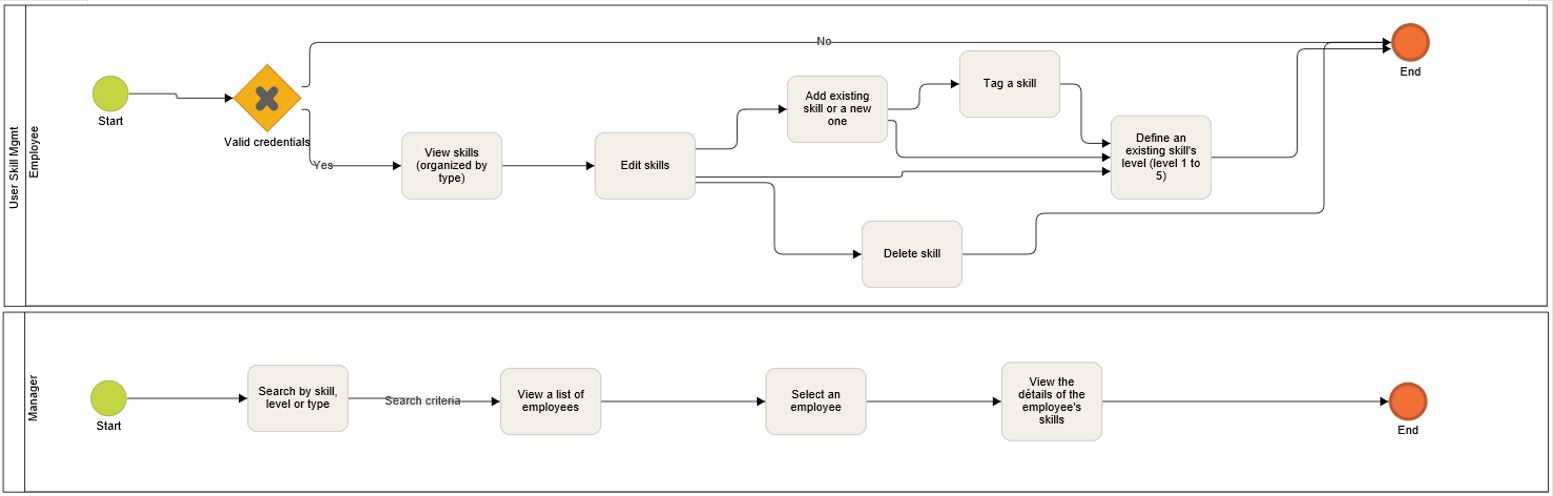 User Skill Mgmt
Employee
Start
Valid credentials
No
Yes
View skills
(organized by
type)
Edit skills
Add existing
skill or a new
one
Tag a skill
Define an
existing skill's
level (level 1 to
5)
Delete skill
End
Manager
Start
Search by skill,
level or type
Search criteria
View a list of
employees
Select an
employee
View the
détails of the
employee's
skills
End